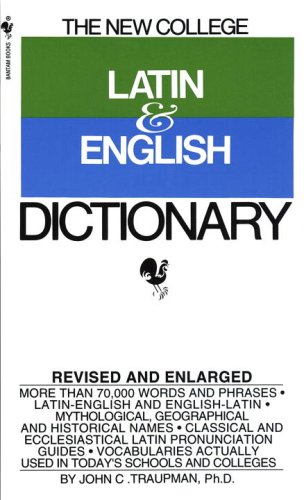 BANTAM BOOKS
®
THE NEW COLLEGE
LATIN
&
ENGLISH
DICTIONARY
REVISED AND ENLARGED
MORE THAN 70,000 WORDS AND PHRASES •
LATIN-ENGLISH AND ENGLISH-LATIN •
MYTHOLOGICAL, GEOGRAPHICAL
AND HISTORICAL NAMES • CLASSICAL AND
ECCLESIASTICAL LATIN PRONUNCIATION
GUIDES • VOCABULARIES ACTUALLY
USED IN TODAY'S SCHOOLS AND COLLEGES
BY JOHN C. TRAUPMAN, Ph.D.